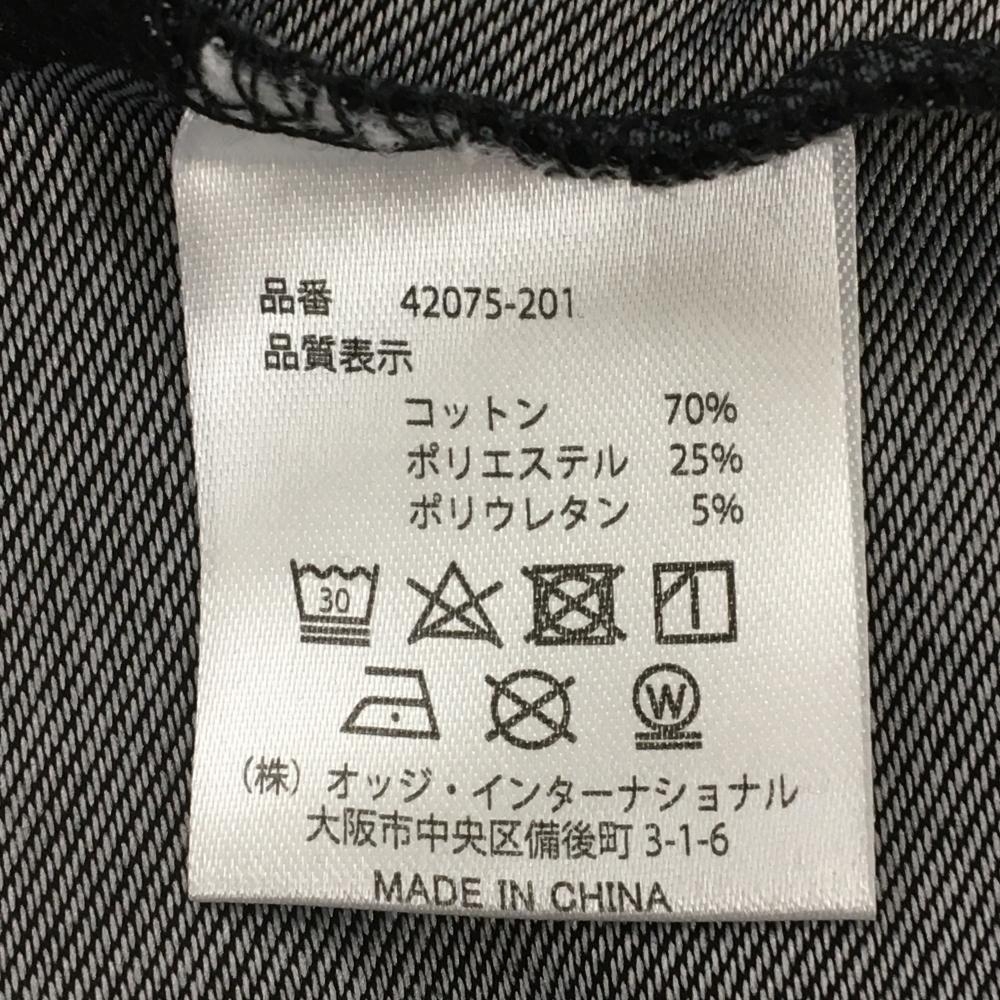 品番 42075-201
品質表示
コットン 70%
ポリエステル 25%
ポリウレタン 5%
30
W
(株) オッジ・インターナショナル
大阪市中央区備後町 3-1-6
MADE IN CHINA